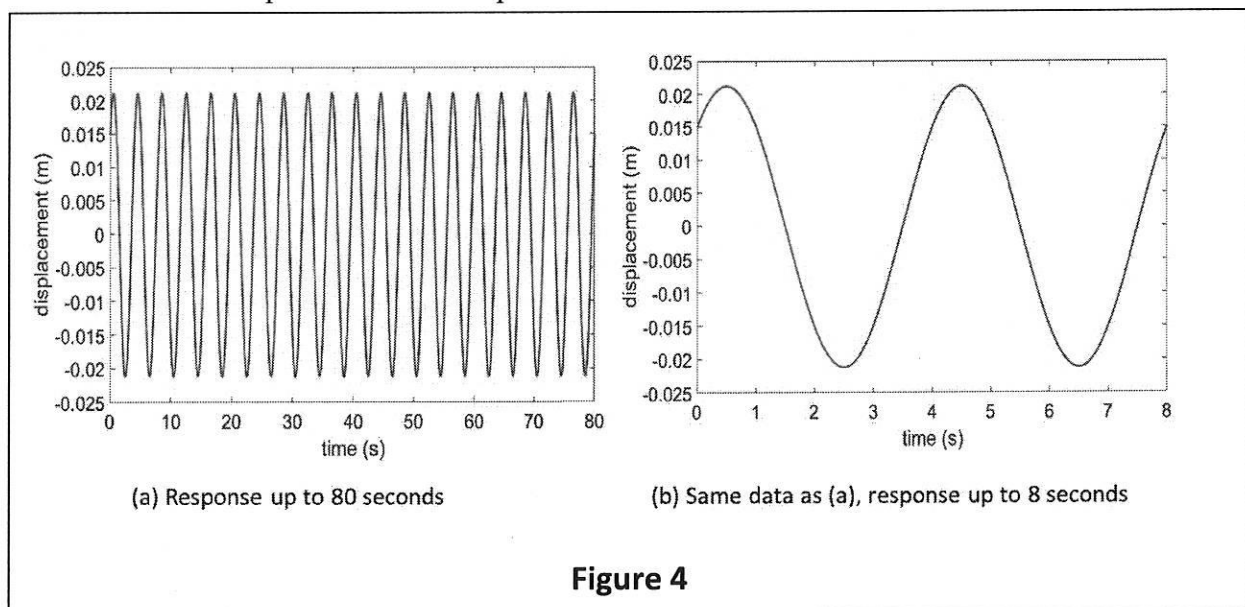 0.025
0.02
0.015
0.01
0.005
0
-0.005
-0.01
-0.015
-0.02
-0.025
displacement (m)
0 10 20 30 40 50 60 70 80
time (s)
(a) Response up to 80 seconds
0.025
0.02
0.015
0.01
0.005
0
-0.005
-0.01
-0.015
-0.02
-0.025
displacement (m)
0 1 2 3 4 5 6 7 8
time (s)
(b) Same data as (a), response up to 8 seconds
Figure 4